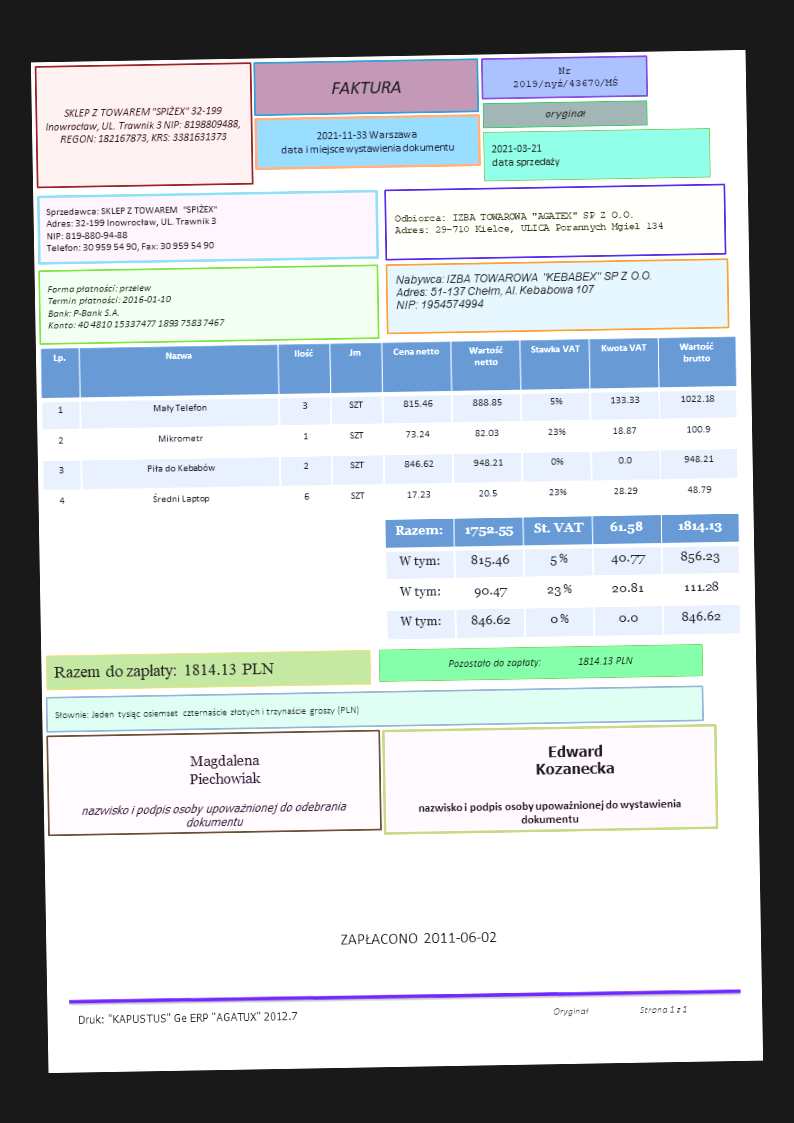 SKLEP Z TOWAREM "SPIŻEX" 32-199
Inowrocław, UL. Trawnik 3 NIP: 8198809488,
REGON: 182167873, KRS: 3381631373
FAKTURA
2021-11-33 Warszawa
data i miejsce wystawienia dokumentu
Nr
2019/nyż/43670/MŚ
oryginał
2021-03-21
data sprzedaży
Sprzedawca: SKLEP Z TOWAREM "SPIŻEX"
Adres: 32-199 Inowrocław, UL. Trawnik 3
NIP: 819-880-94-88
Telefon: 30 959 54 90, Fax: 30 959 54 90
Odbiorca: IZBA TOWAROWA "AGATEX" SP Z O.O.
Adres: 29-710 Kielce, ULICA Porannych Mgieł 134
Forma płatności: przelew
Termin płatności: 2016-01-10
Bank: P-Bank S.A.
Konto: 40 4810 1533 7477 1893 7583 7467
Nabywca: IZBA TOWAROWA "KEBABEX" SP Z O.O.
Adres: 51-137 Chełm, Al. Kebabowa 107
NIP: 1954574994
Lp. Nazwa Ilość Jm Cena netto Wartość netto Stawka VAT Kwota VAT Wartość brutto
1 Mały Telefon 3 SZT 815.46 888.85 5% 133.33 1022.18
2 Mikrometr 1 SZT 73.24 82.03 23% 18.87 100.9
3 Piła do Kebabów 2 SZT 846.62 948.21 0% 0.0 948.21
4 Średni Laptop 6 SZT 17.23 20.5 23% 28.29 48.79
Razem: 1752.55 St. VAT 61.58 1814.13
W tym: 815.46 5% 40.77 856.23
W tym: 90.47 23% 20.81 111.28
W tym: 846.62 0% 0.0 846.62
Razem do zapłaty: 1814.13 PLN
Pozostało do zapłaty: 1814.13 PLN
Słownie: Jeden tysiąc osiemset czternaście złotych i trzynaście groszy (PLN)
Magdalena
Piechowiak
nazwisko i podpis osoby upoważnionej do odebrania
dokumentu
Edward
Kozanecka
nazwisko i podpis osoby upoważnionej do wystawienia
dokumentu
ZAPŁACONO 2011-06-02
Druk: "KAPUSTUS" Ge ERP "AGATUX" 2012.7
Oryginał
Strona 1 z 1